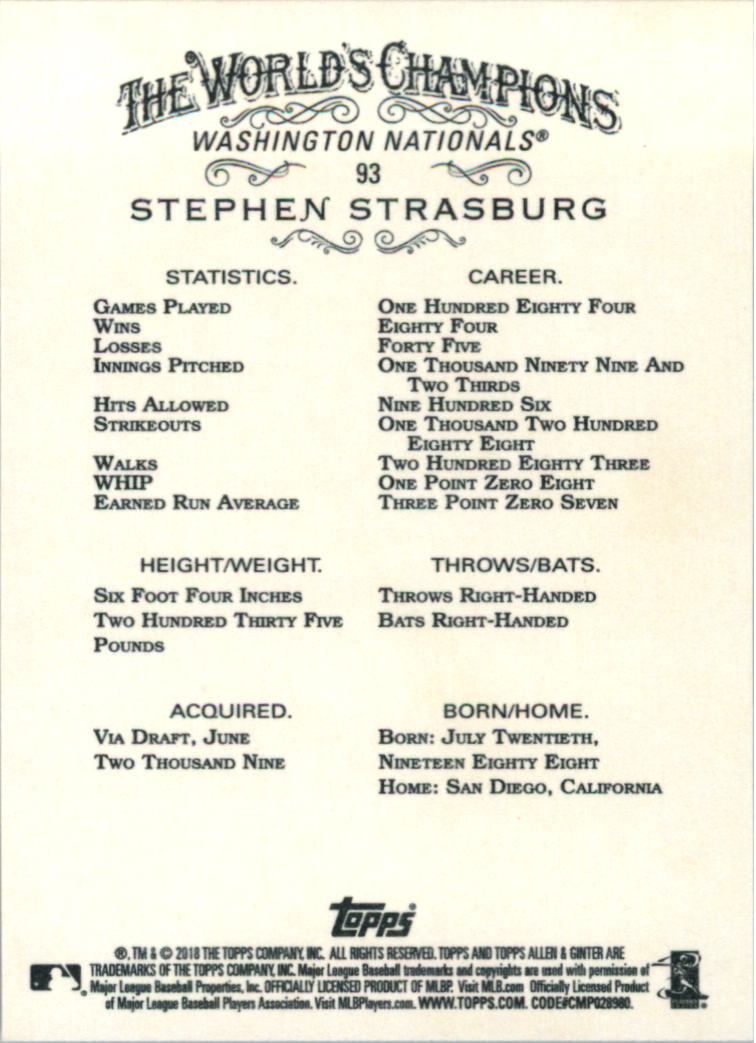 THE WORLD'S CHAMPIONS
WASHINGTON NATIONALS®
93
STEPHEN STRASBURG
STATISTICS. CAREER.
GAMES PLAYED ONE HUNDRED EIGHTY FOUR
WINS EIGHTY FOUR
LOSSES FORTY FIVE
INNINGS PITCHED ONE THOUSAND NINETY NINE AND
TWO THIRDS
HITS ALLOWED NINE HUNDRED SIX
STRIKEOUTS ONE THOUSAND TWO HUNDRED
EIGHTY EIGHT
WALKS TWO HUNDRED EIGHTY THREE
WHIP ONE POINT ZERO EIGHT
EARNED RUN AVERAGE THREE POINT ZERO SEVEN
HEIGHT/WEIGHT.
SIX FOOT FOUR INCHES
TWO HUNDRED THIRTY FIVE
POUNDS
THROWS/BATS.
THROWS RIGHT-HANDED
BATS RIGHT-HANDED
ACQUIRED.
VIA DRAFT, JUNE
TWO THOUSAND NINE
BORN/HOME.
BORN: JULY TWENTIETH,
NINETEEN EIGHTY EIGHT
HOME: SAN DIEGO, CALIFORNIA
topps®
®, TM & © 2018 THE TOPPS COMPANY, INC. ALL RIGHTS RESERVED. TOPPS AND TOPPS ALLEN & GINTER ARE
TRADEMARKS OF THE TOPPS COMPANY, INC. Major League Baseball trademarks and copyrights are used with permission of
Major League Baseball Properties, Inc. OFFICIALLY LICENSED PRODUCT OF MLBP. Visit MLB.com Officially Licensed Product
of Major League Baseball Players Association. Visit MLBPlayers.com. WWW.TOPPS.COM. CODE#CMP028980.